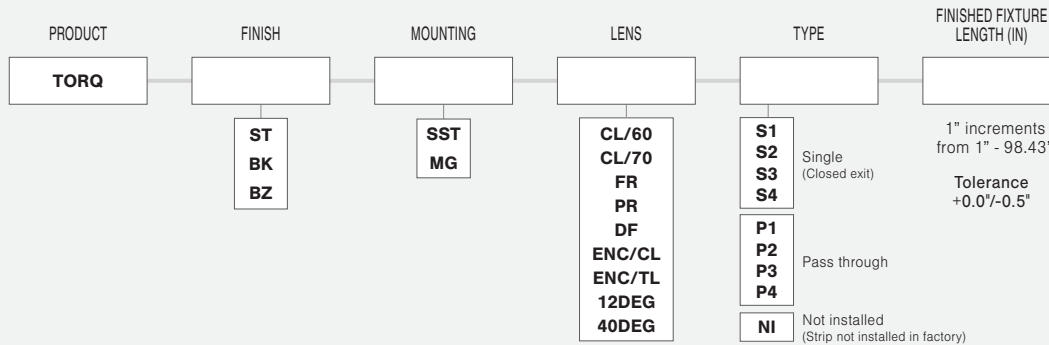 PRODUCT
FINISH
MOUNTING
LENS
TYPE
FINISHED FIXTURE
LENGTH (IN)
TORQ
ST
BK
BZ
SST
MG
CL/60
CL/70
FR
PR
DF
ENC/CL
ENC/TL
12DEG
40DEG
S1
S2
S3
S4
Single
(Closed exit)
P1
P2
P3
P4
Pass through
NI
Not installed
(Strip not installed in factory)
1” increments
from 1” - 98.43”
Tolerance
+0.0"/-0.5"